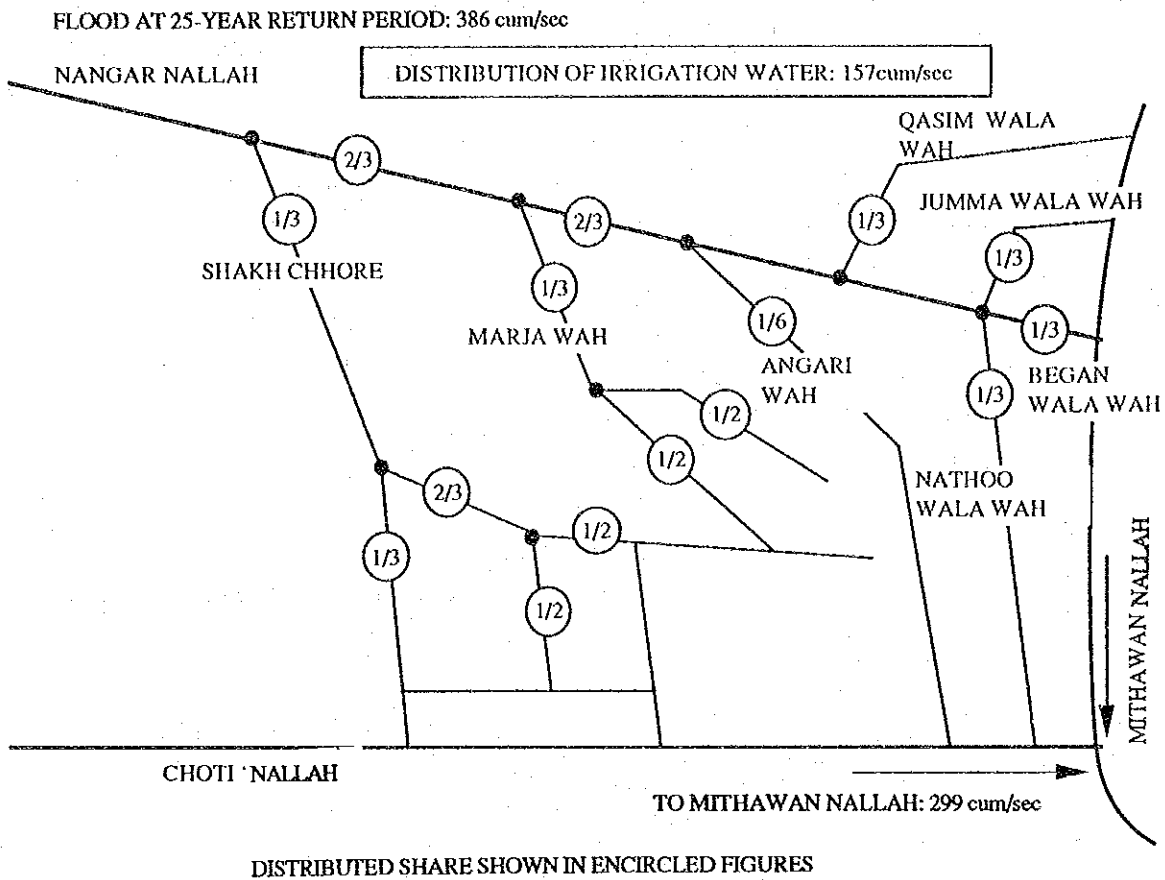 FLOOD AT 25-YEAR RETURN PERIOD: 386 cum/sec
NANGAR NALLAH
DISTRIBUTION OF IRRIGATION WATER: 157cum/sec
QASIM WALA
WAH
2/3
1/3
2/3
1/3
JUMMA WALA WAH
SHAKH CHHORE
1/3
1/3
MARJA WAH
1/6
1/3
ANGARI
WAH
BEGAN
WALA WAH
1/3
1/2
1/2
NATHOO
WALA WAH
2/3
1/2
1/3
1/2
MITHAWAN NALLAH
CHOTI 'NALLAH
TO MITHAWAN NALLAH: 299 cum/sec
DISTRIBUTED SHARE SHOWN IN ENCIRCLED FIGURES